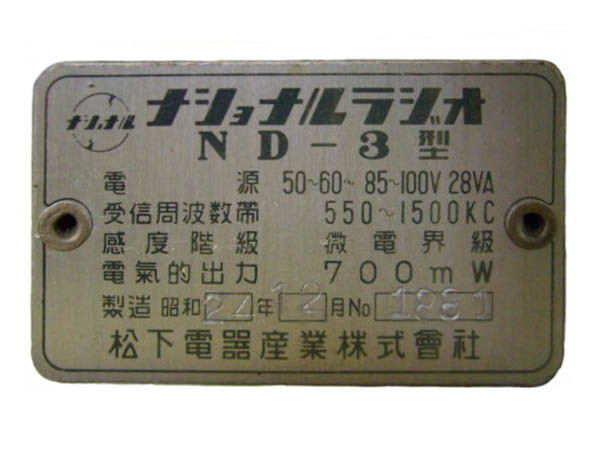 ナショナル
ナショナルラジオ
ND-3型
電源 50~60~ 85~100V 28VA
受信周波数帶 550~1500KC
感度階級 微電界級
電氣的出力 700mW
製造 昭和24年12月 No 1981
松下電器産業株式會社